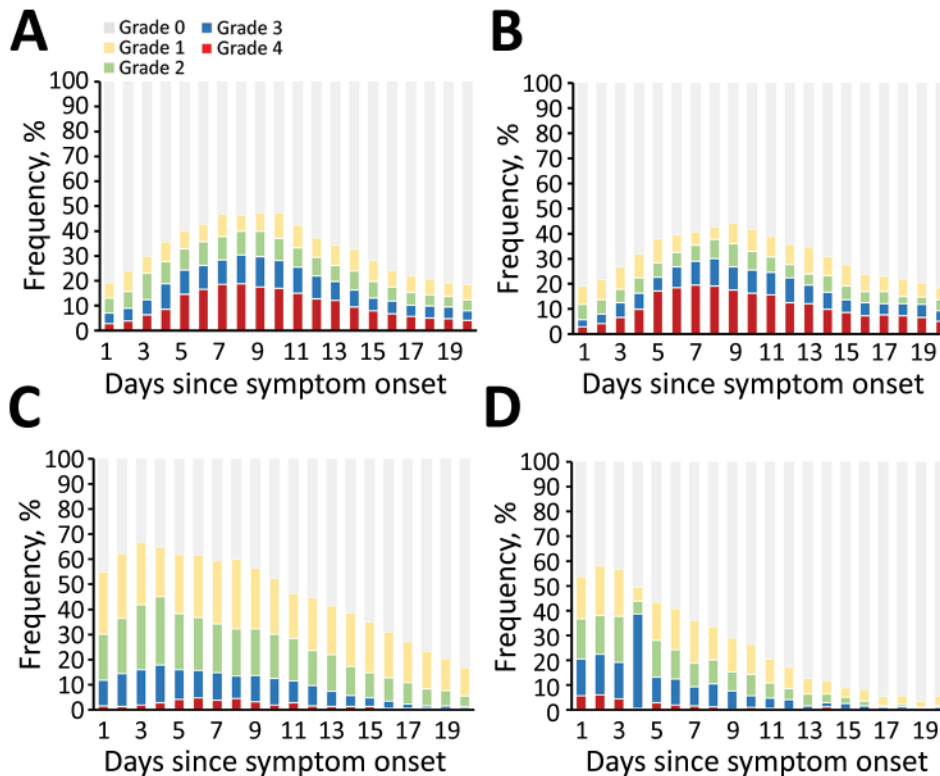 A
Grade 0
Grade 3
Grade 1
Grade 4
Grade 2
100
90
80
70
60
50
40
30
20
10
0
Frequency, %
1 3 5 7 9 11 13 15 17 19
Days since symptom onset
B
100
90
80
70
60
50
40
30
20
10
0
Frequency, %
1 3 5 7 9 11 13 15 17 19
Days since symptom onset
C
100
90
80
70
60
50
40
30
20
10
0
Frequency, %
1 3 5 7 9 11 13 15 17 19
Days since symptom onset
D
100
90
80
70
60
50
40
30
20
10
0
Frequency, %
1 3 5 7 9 11 13 15 17 19
Days since symptom onset